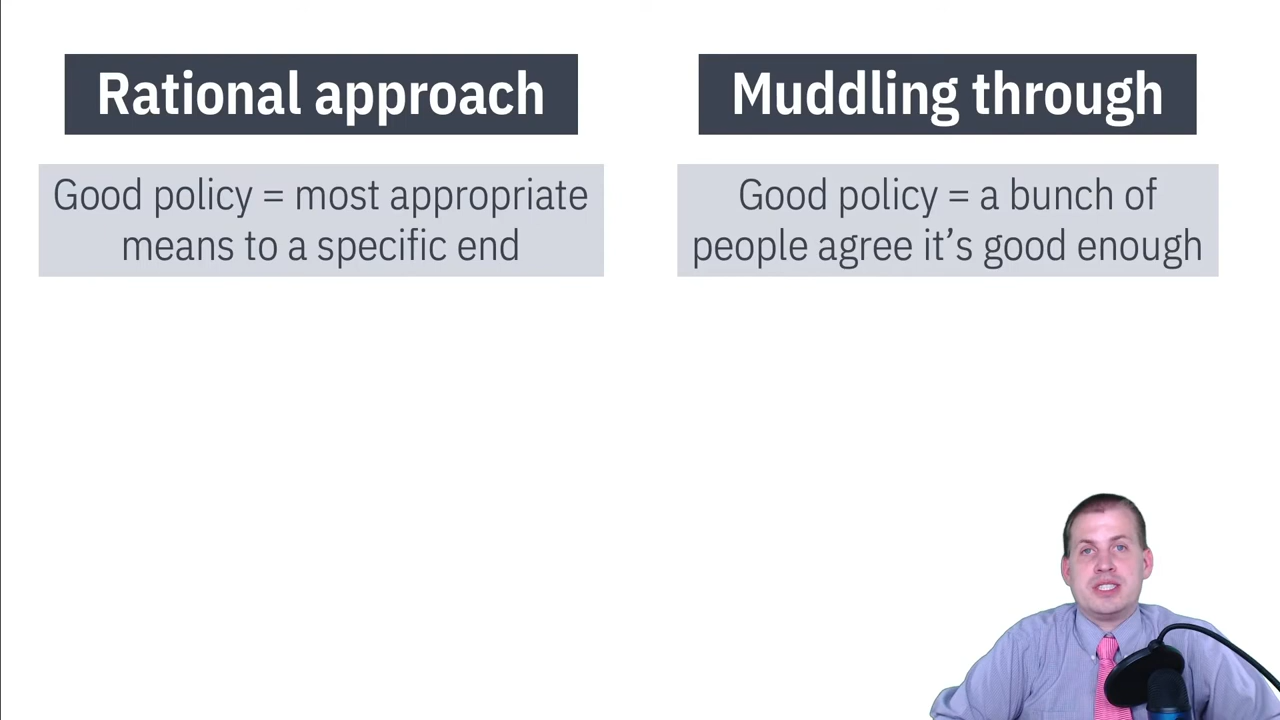 Rational approach
Good policy = most appropriate
means to a specific end
Muddling through
Good policy = a bunch of
people agree it’s good enough